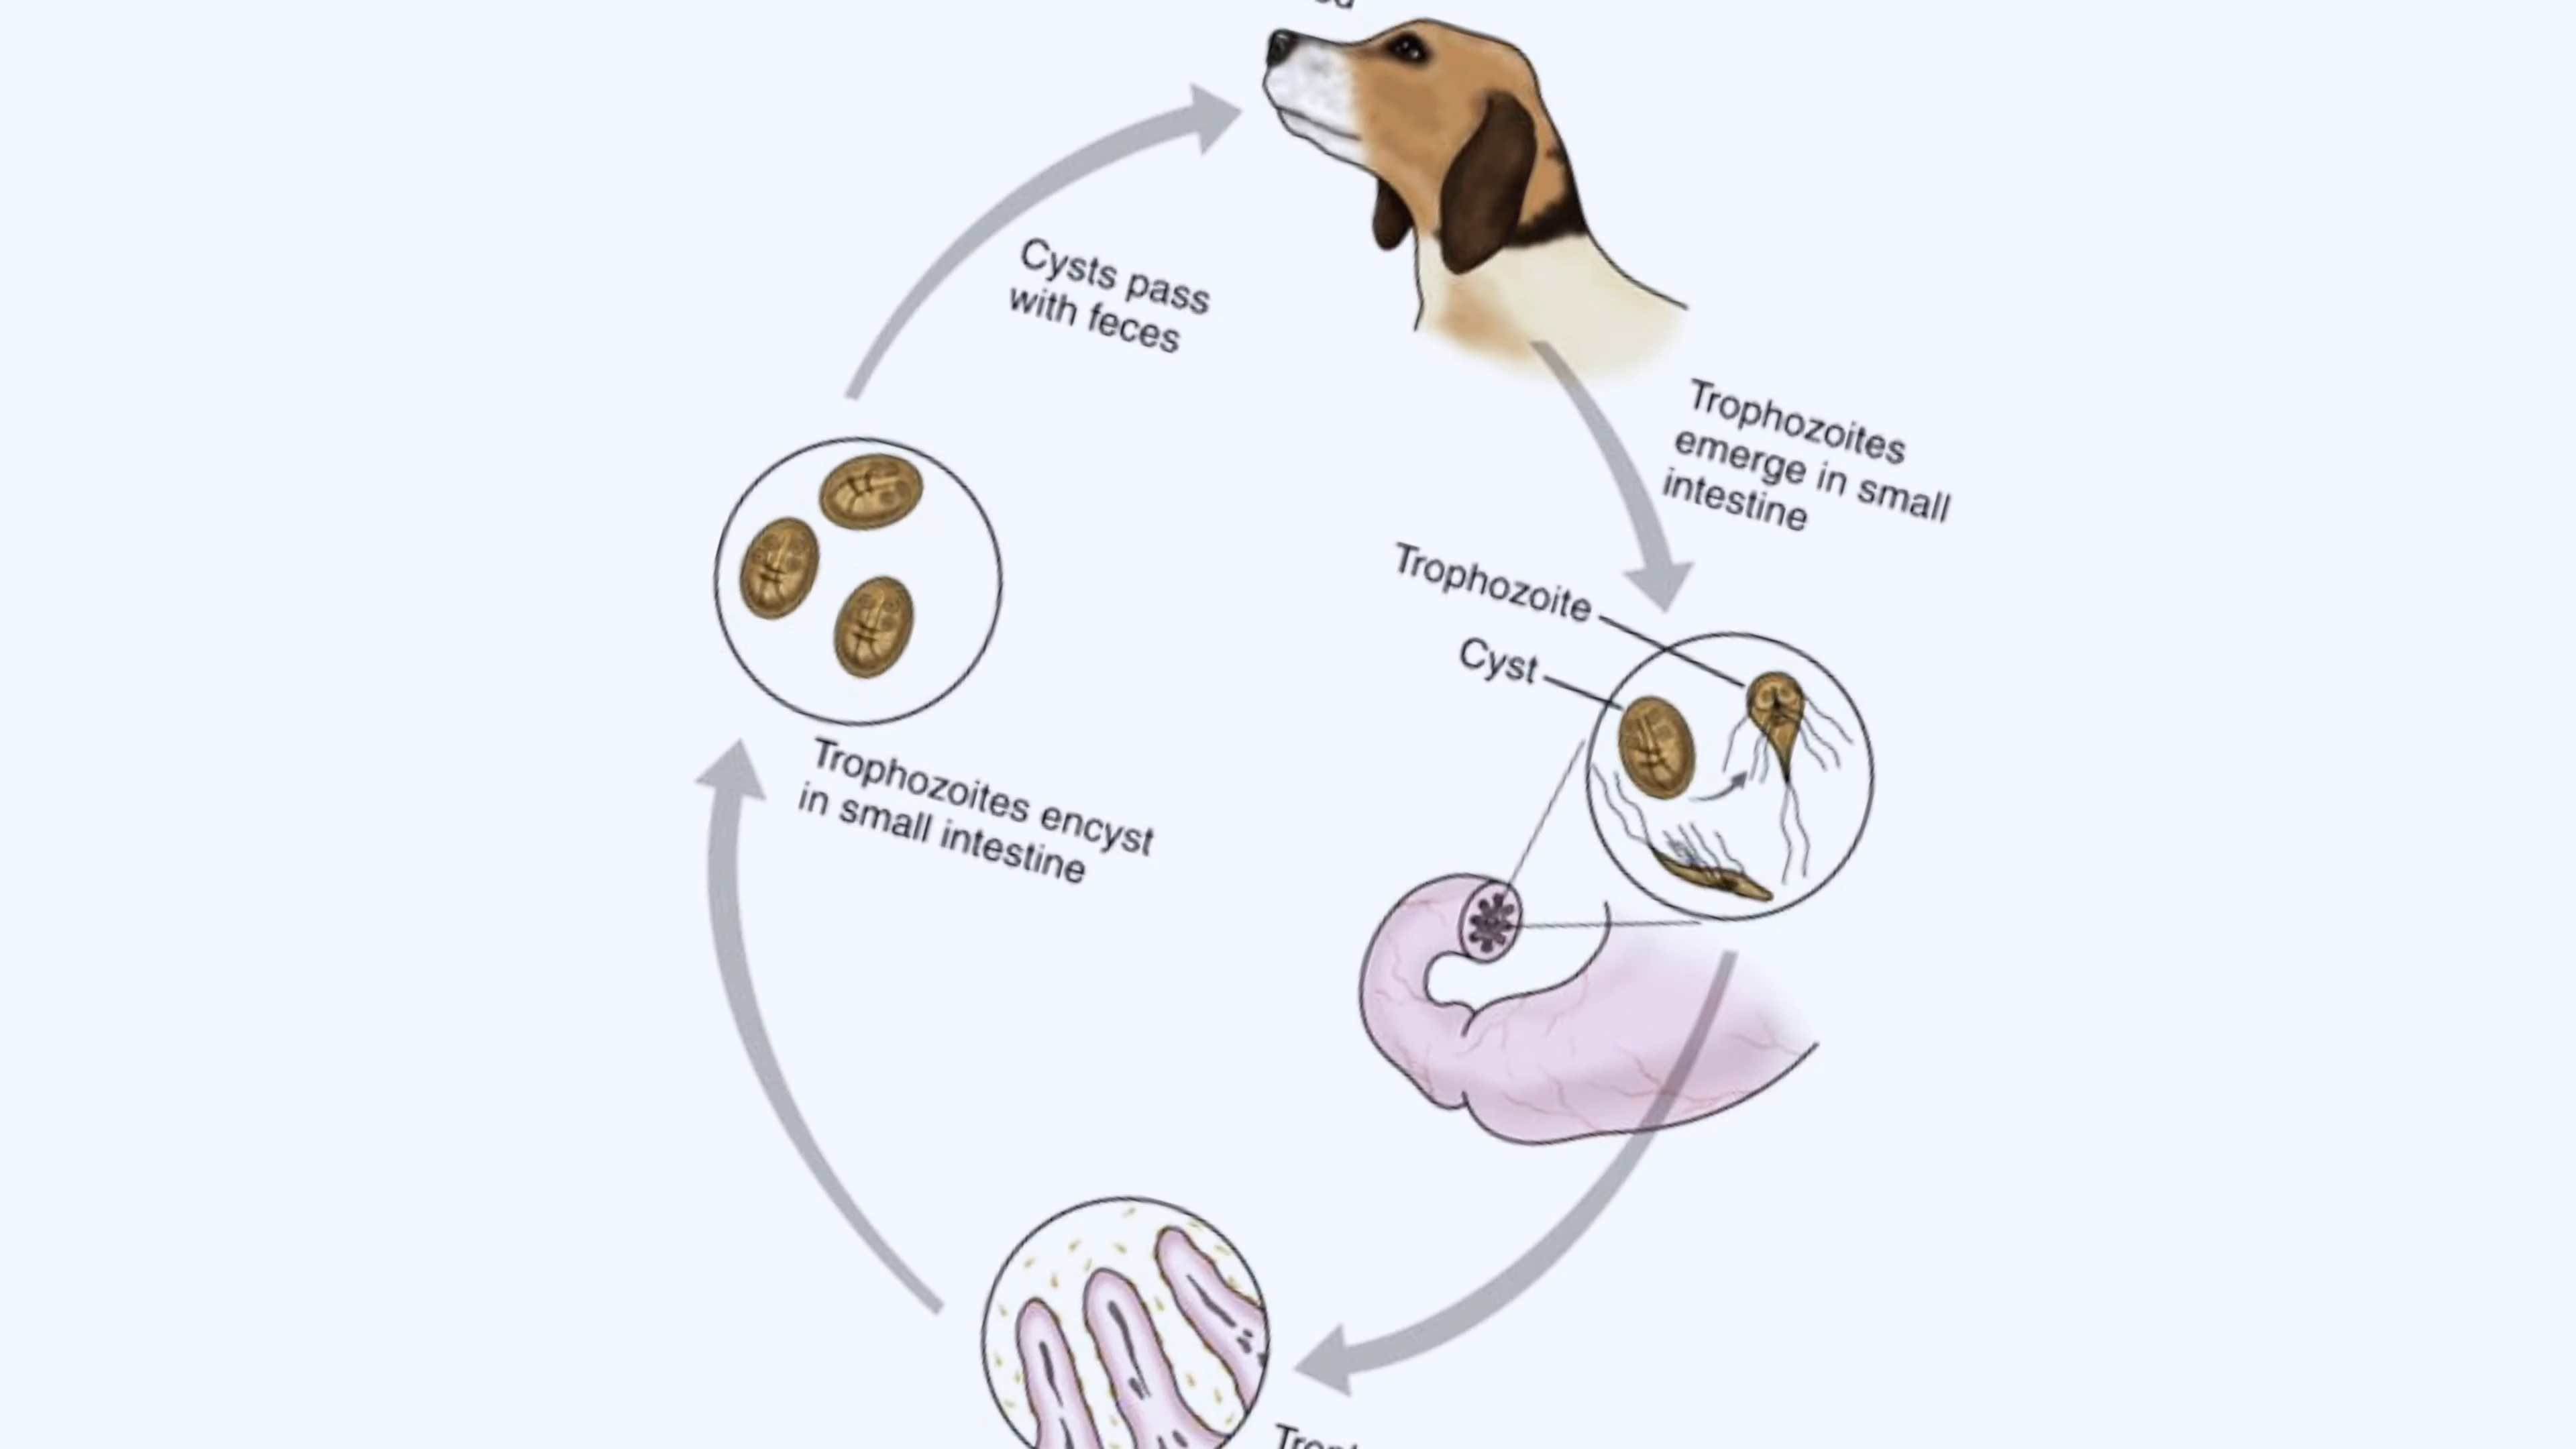 Cysts pass
with feces
Trophozoites
emerge in small
intestine
Trophozoite
Cyst
Trophozoites encyst
in small intestine